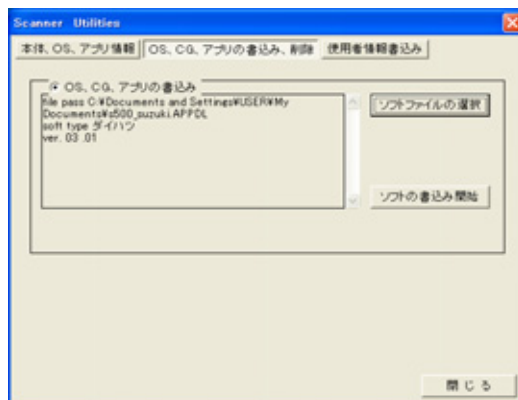 Scanner Utilities
本体、OS、アプリ情報
OS、CG、アプリの書込み、削除
使用者情報書込み
OS、CG、アプリの書込み
file pass C:¥Documents and Settings¥USER¥My
Documents¥s500_suzuki.APPDL
soft type ダイハツ
ver. 03 .01
ソフトファイルの選択
ソフトの書込み開始
閉じる